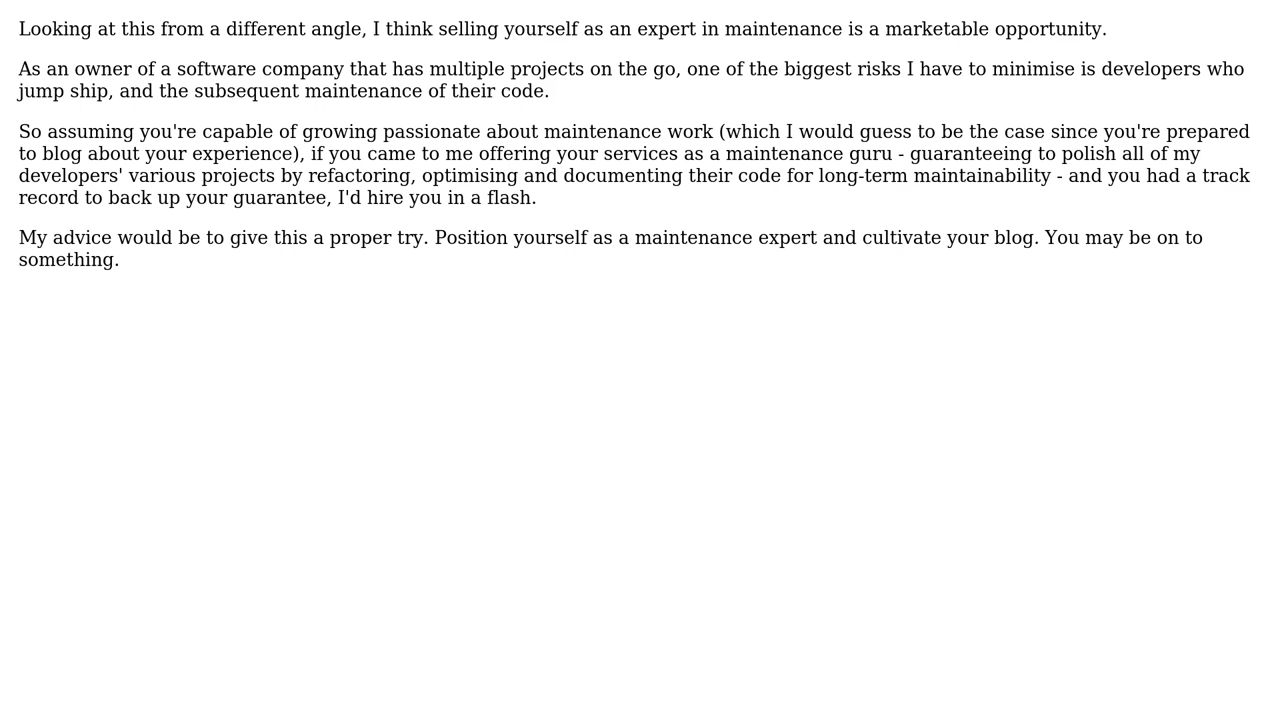 Looking at this from a different angle, I think selling yourself as an expert in maintenance is a marketable opportunity.
As an owner of a software company that has multiple projects on the go, one of the biggest risks I have to minimise is developers who
jump ship, and the subsequent maintenance of their code.
So assuming you're capable of growing passionate about maintenance work (which I would guess to be the case since you're prepared
to blog about your experience), if you came to me offering your services as a maintenance guru - guaranteeing to polish all of my
developers' various projects by refactoring, optimising and documenting their code for long-term maintainability - and you had a track
record to back up your guarantee, I'd hire you in a flash.
My advice would be to give this a proper try. Position yourself as a maintenance expert and cultivate your blog. You may be on to
something.